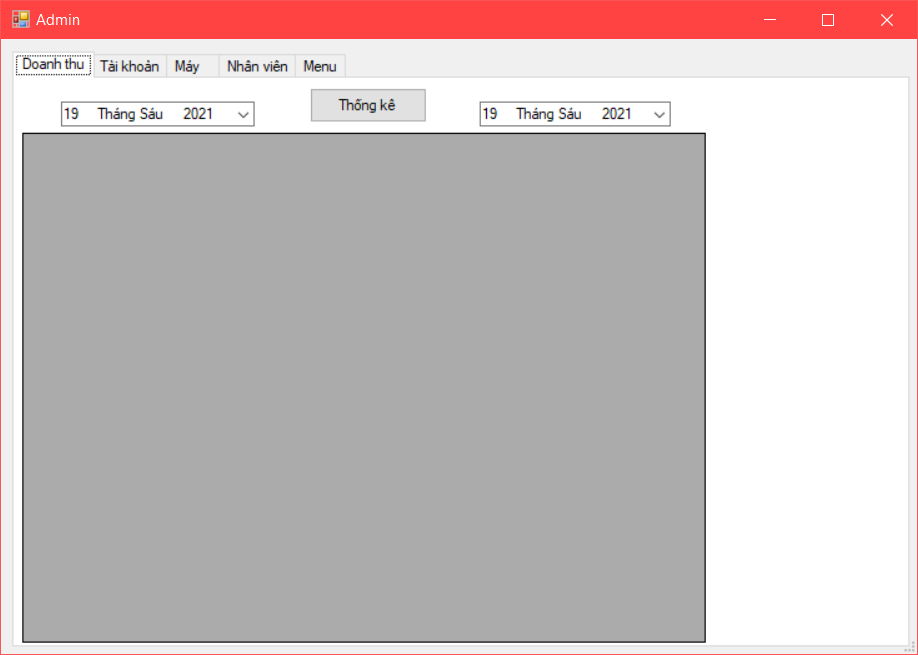 Admin
Doanh thu Tài khoản Máy Nhân viên Menu
19 Tháng Sáu 2021 Thống kê 19 Tháng Sáu 2021